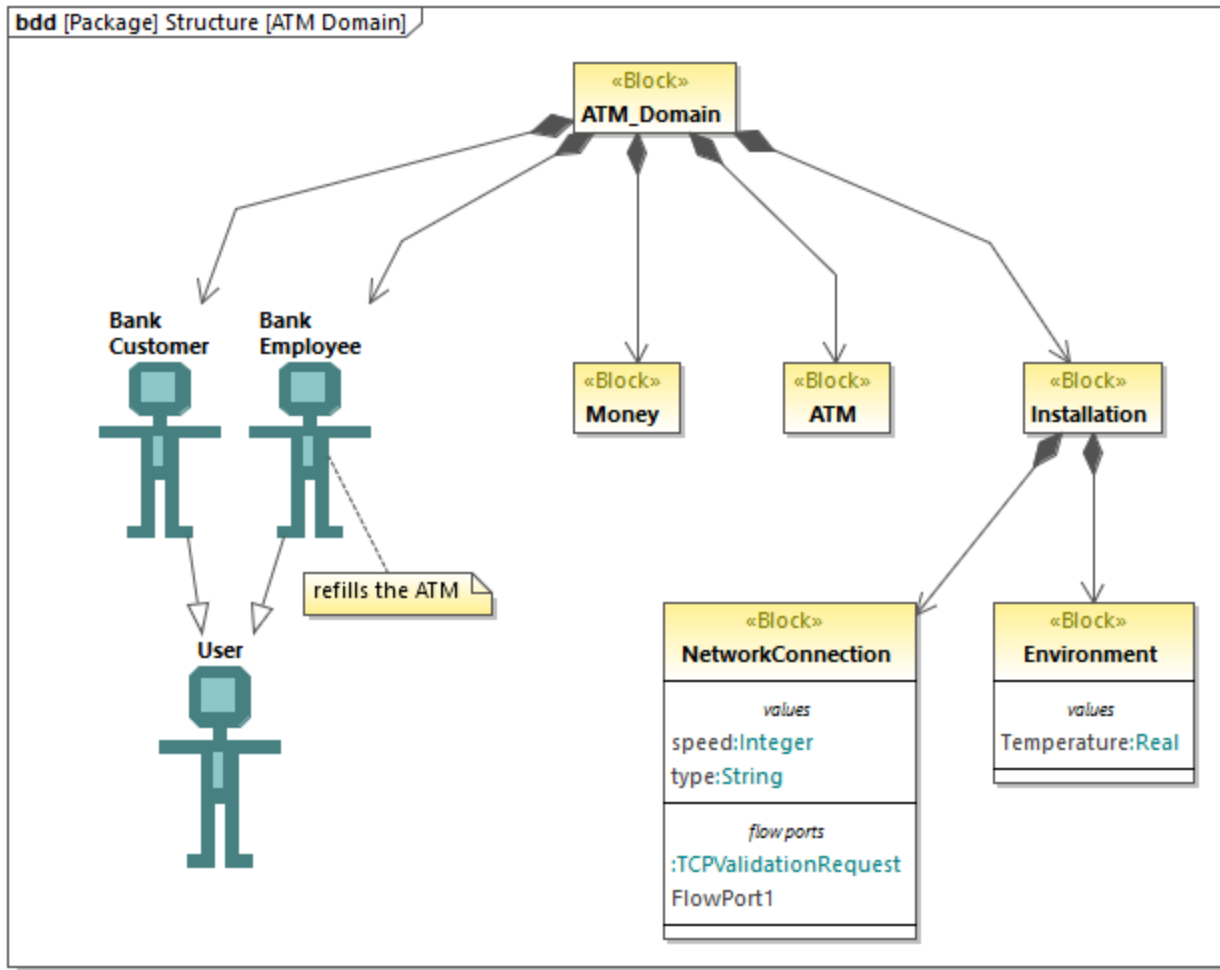 bdd [Package] Structure [ATM Domain]
«Block»
ATM_Domain
Bank
Customer
Bank
Employee
«Block»
Money
«Block»
ATM
«Block»
Installation
refills the ATM
User
«Block»
NetworkConnection
values
speed:Integer
type:String
flow ports
:TCPValidationRequest
FlowPort1
«Block»
Environment
values
Temperature:Real